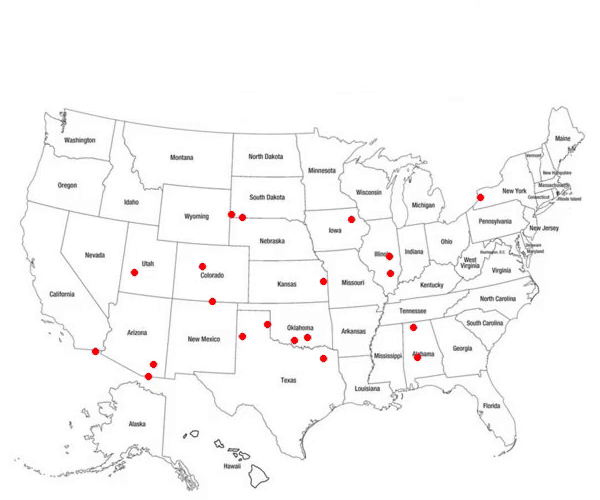 Washington
Montana
North Dakota
Minnesota
Maine
Vermont
New Hampshire
Massachusetts
Rhode Island
Connecticut
New York
Oregon
Idaho
Wyoming
South Dakota
Wisconsin
Michigan
Pennsylvania
New Jersey
Delaware
Maryland
Washington, D.C.
Nevada
Utah
Colorado
Nebraska
Iowa
Illinois
Indiana
Ohio
West
Virginia
Virginia
California
Kansas
Missouri
Kentucky
North Carolina
Tennessee
South Carolina
Arizona
New Mexico
Oklahoma
Arkansas
Mississippi
Alabama
Georgia
Texas
Louisiana
Florida
Alaska
Hawaii